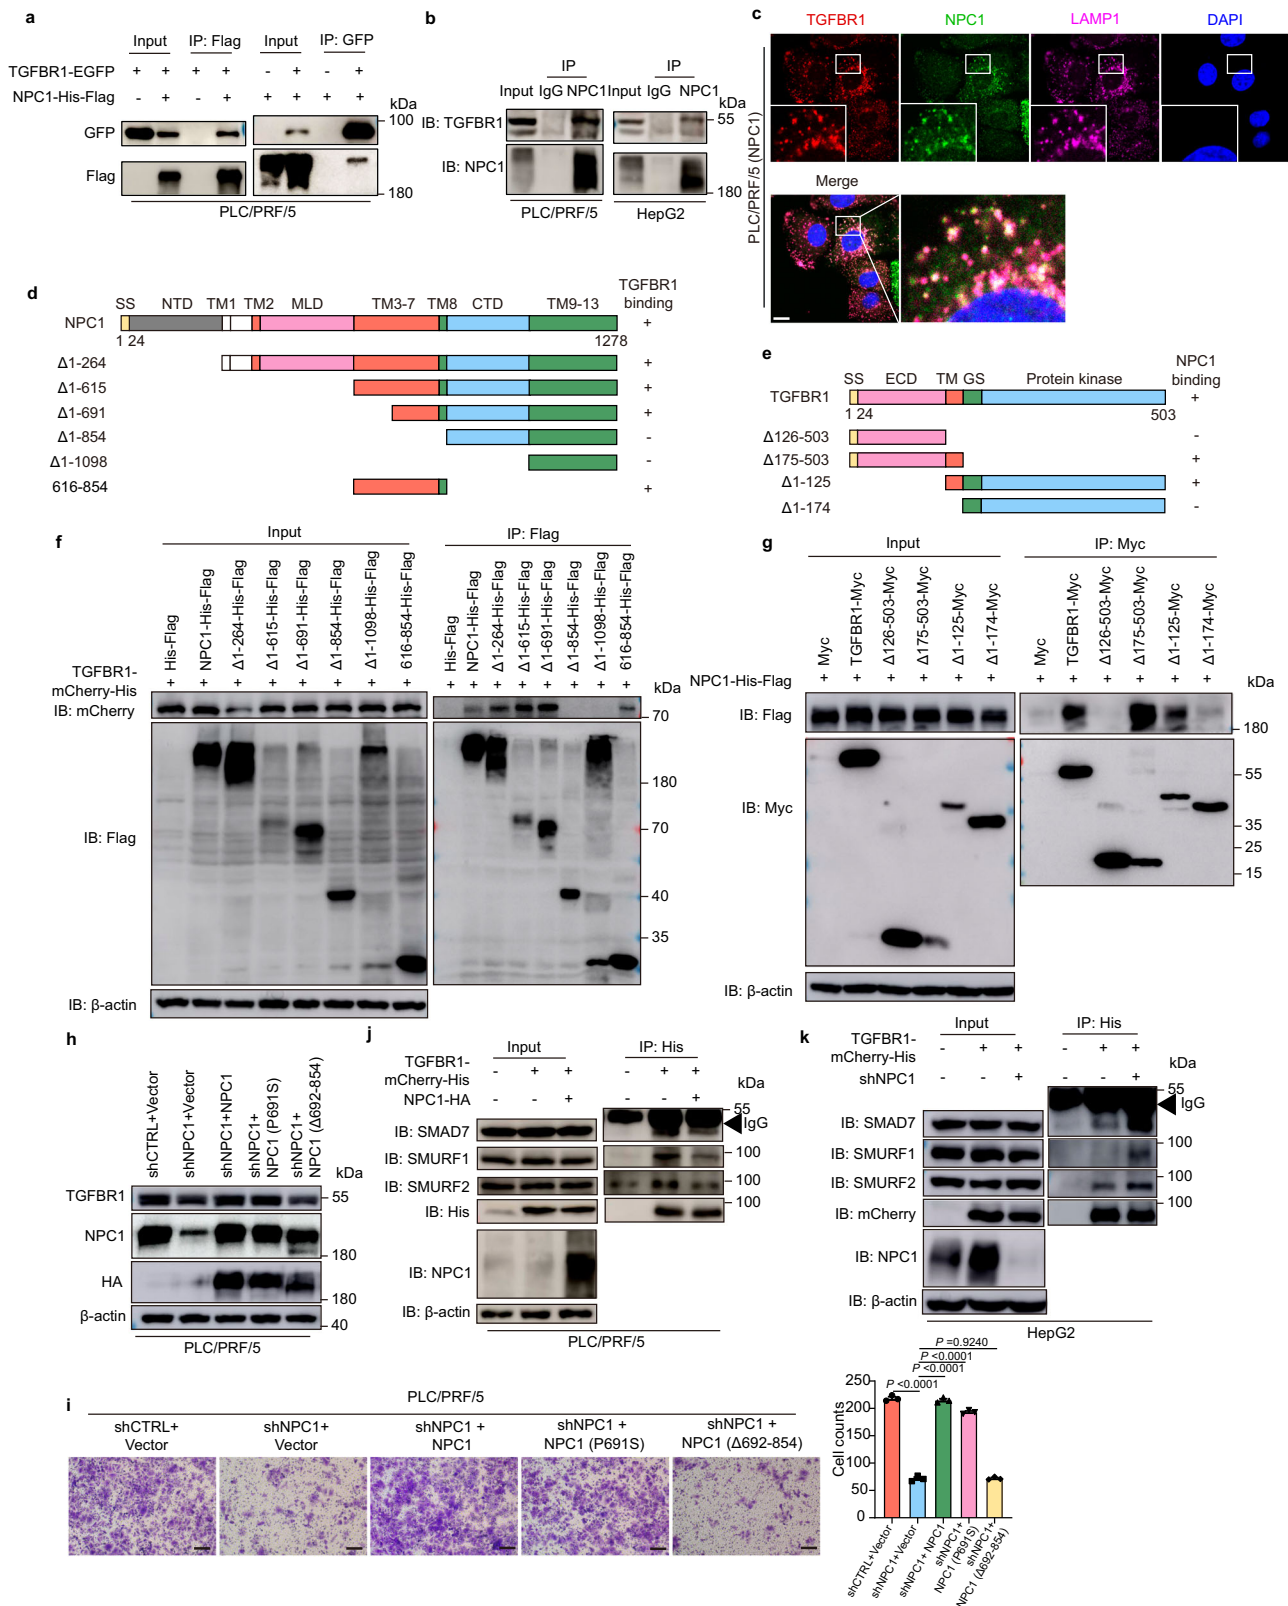 a
Input IP: Flag Input IP: GFP
TGFBR1-EGFP + + + + - + - +
NPC1-His-Flag - + - + + + + +
kDa
GFP 100
Flag
180
PLC/PRF/5
b
IP IP
Input IgG NPC1 Input IgG NPC1
kDa
IB: TGFBR1 55
IB: NPC1
180
PLC/PRF/5 HepG2
c
TGFBR1 NPC1 LAMP1 DAPI
PLC/PRF/5 (NPC1)
Merge
d
TGFBR1
binding
SS NTD TM1 TM2 MLD TM3-7 TM8 CTD TM9-13
NPC1 +
1 24 1278
Δ1-264 +
Δ1-615 +
Δ1-691 +
Δ1-854 -
Δ1-1098 -
616-854 +
e
NPC1
binding
SS ECD TM GS Protein kinase
TGFBR1 +
1 24 503
Δ126-503 -
Δ175-503 +
Δ1-125 +
Δ1-174 -
f
Input IP: Flag
His-Flag NPC1-His-Flag Δ1-264-His-Flag Δ1-615-His-Flag Δ1-691-His-Flag Δ1-854-His-Flag Δ1-1098-His-Flag 616-854-His-Flag
His-Flag NPC1-His-Flag Δ1-264-His-Flag Δ1-615-His-Flag Δ1-691-His-Flag Δ1-854-His-Flag Δ1-1098-His-Flag 616-854-His-Flag
TGFBR1-
mCherry-His + + + + + + + + + + + + + + + +
kDa
IB: mCherry 70
180
IB: Flag 70
40
35
IB: β-actin
g
Input IP: Myc
Myc TGFBR1-Myc Δ126-503-Myc Δ175-503-Myc Δ1-125-Myc Δ1-174-Myc
Myc TGFBR1-Myc Δ126-503-Myc Δ175-503-Myc Δ1-125-Myc Δ1-174-Myc
NPC1-His-Flag + + + + + + + + + + + +
kDa
IB: Flag
180
55
IB: Myc
35
25
15
IB: β-actin
h
shCTRL+Vector
shNPC1+Vector
shNPC1+NPC1
shNPC1+
NPC1 (P691S)
shNPC1+
NPC1 (Δ692-854)
kDa
TGFBR1 55
NPC1
180
HA
180
β-actin
40
PLC/PRF/5
j
Input IP: His
TGFBR1-
mCherry-His - + + - + +
NPC1-HA - - + - - +
kDa
55
IgG
IB: SMAD7
IB: SMURF1 100
IB: SMURF2 100
IB: His 100
IB: NPC1
IB: β-actin
PLC/PRF/5
k
Input IP: His
TGFBR1-
mCherry-His - + + - + +
shNPC1 - - + - - +
kDa
55
IgG
IB: SMAD7
IB: SMURF1 100
IB: SMURF2 100
IB: mCherry 100
IB: NPC1
IB: β-actin
HepG2
i
PLC/PRF/5
shCTRL+
Vector
shNPC1+
Vector
shNPC1 +
NPC1
shNPC1 +
NPC1 (P691S)
shNPC1 +
NPC1 (Δ692-854)
P =0.9240
P <0.0001
P <0.0001
P <0.0001
Cell counts
250
200
150
100
50
0
shCTRL+Vector
shNPC1+Vector
shNPC1+ NPC1
shNPC1+
NPC1 (P691S)
shNPC1+
NPC1 (Δ692-854)